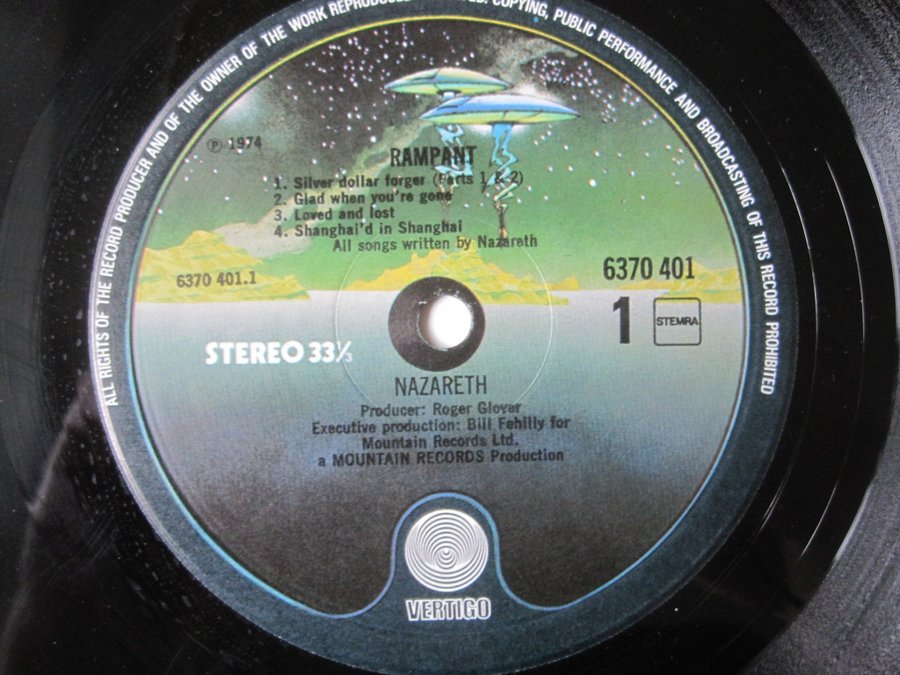 ALL RIGHTS OF THE RECORD PRODUCER AND OF THE OWNER OF THE WORK REPRODUCED COPYING, PUBLIC PERFORMANCE AND BROADCASTING OF THIS RECORD PROHIBITED
℗ 1974
RAMPANT
1. Silver dollar forger (Parts 1 & 2)
2. Glad when you're gone
3. Loved and lost
4. Shanghai'd in Shanghai
All songs written by Nazareth
6370 401.1
6370 401
1
STEMRA
STEREO 33⅓
NAZARETH
Producer: Roger Glover
Executive production: Bill Fehilly for
Mountain Records Ltd.
a MOUNTAIN RECORDS Production
VERTIGO